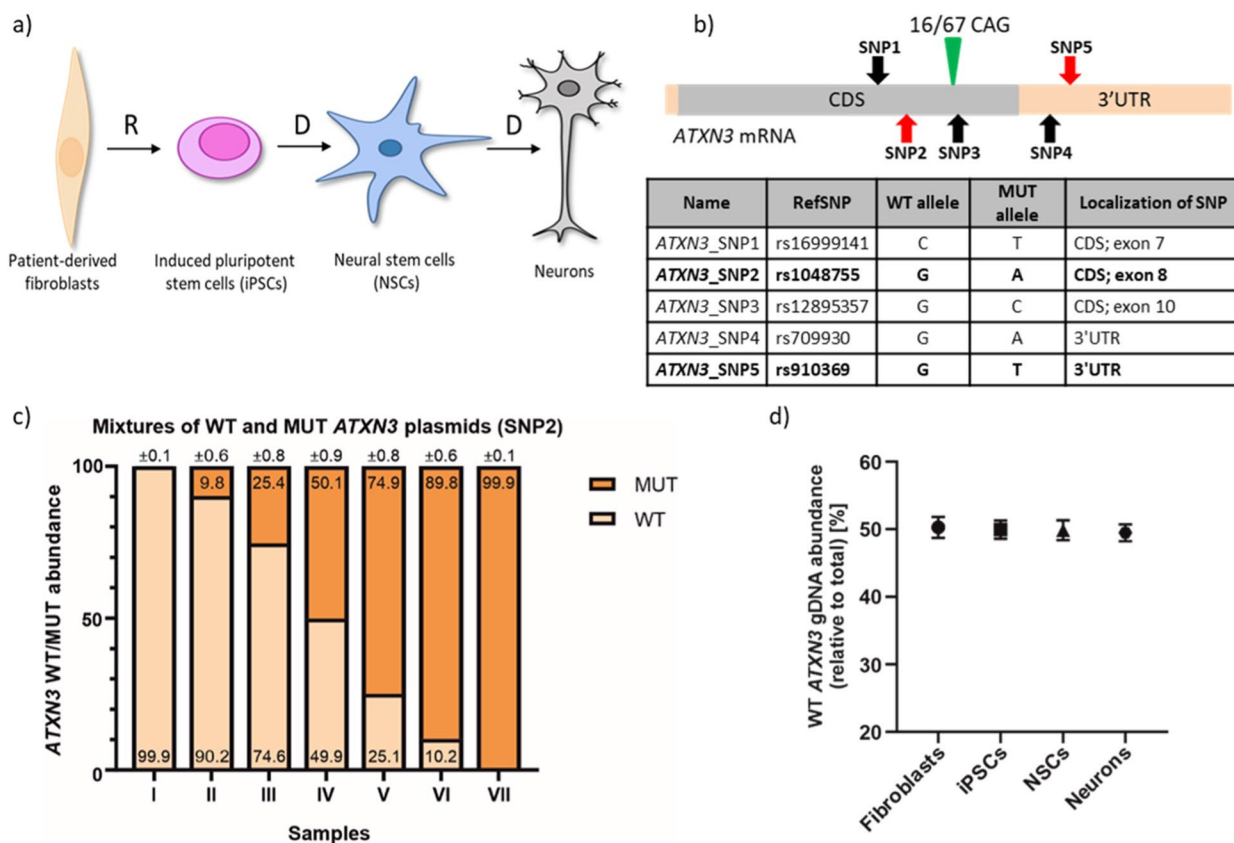 a)
R
D
D
Patient-derived
fibroblasts
Induced pluripotent
stem cells (iPSCs)
Neural stem cells
(NSCs)
Neurons
b)
16/67 CAG
SNP1
SNP5
CDS
3'UTR
ATXN3 mRNA
SNP2
SNP3
SNP4
Name RefSNP WT allele MUT allele Localization of SNP
ATXN3_SNP1 rs16999141 C T CDS; exon 7
ATXN3_SNP2 rs1048755 G A CDS; exon 8
ATXN3_SNP3 rs12895357 G C CDS; exon 10
ATXN3_SNP4 rs709930 G A 3'UTR
ATXN3_SNP5 rs910369 G T 3'UTR
c)
Mixtures of WT and MUT ATXN3 plasmids (SNP2)
±0.1 ±0.6 ±0.8 ±0.9 ±0.8 ±0.6 ±0.1
100
50
0
ATXN3 WT/MUT abundance
9.8 25.4 50.1 74.9 89.8 99.9
99.9 90.2 74.6 49.9 25.1 10.2
I II III IV V VI VII
Samples
MUT
WT
d)
WT ATXN3 gDNA abundance
(relative to total) [%]
60
50
40
30
20
Fibroblasts
iPSCs
NSCs
Neurons